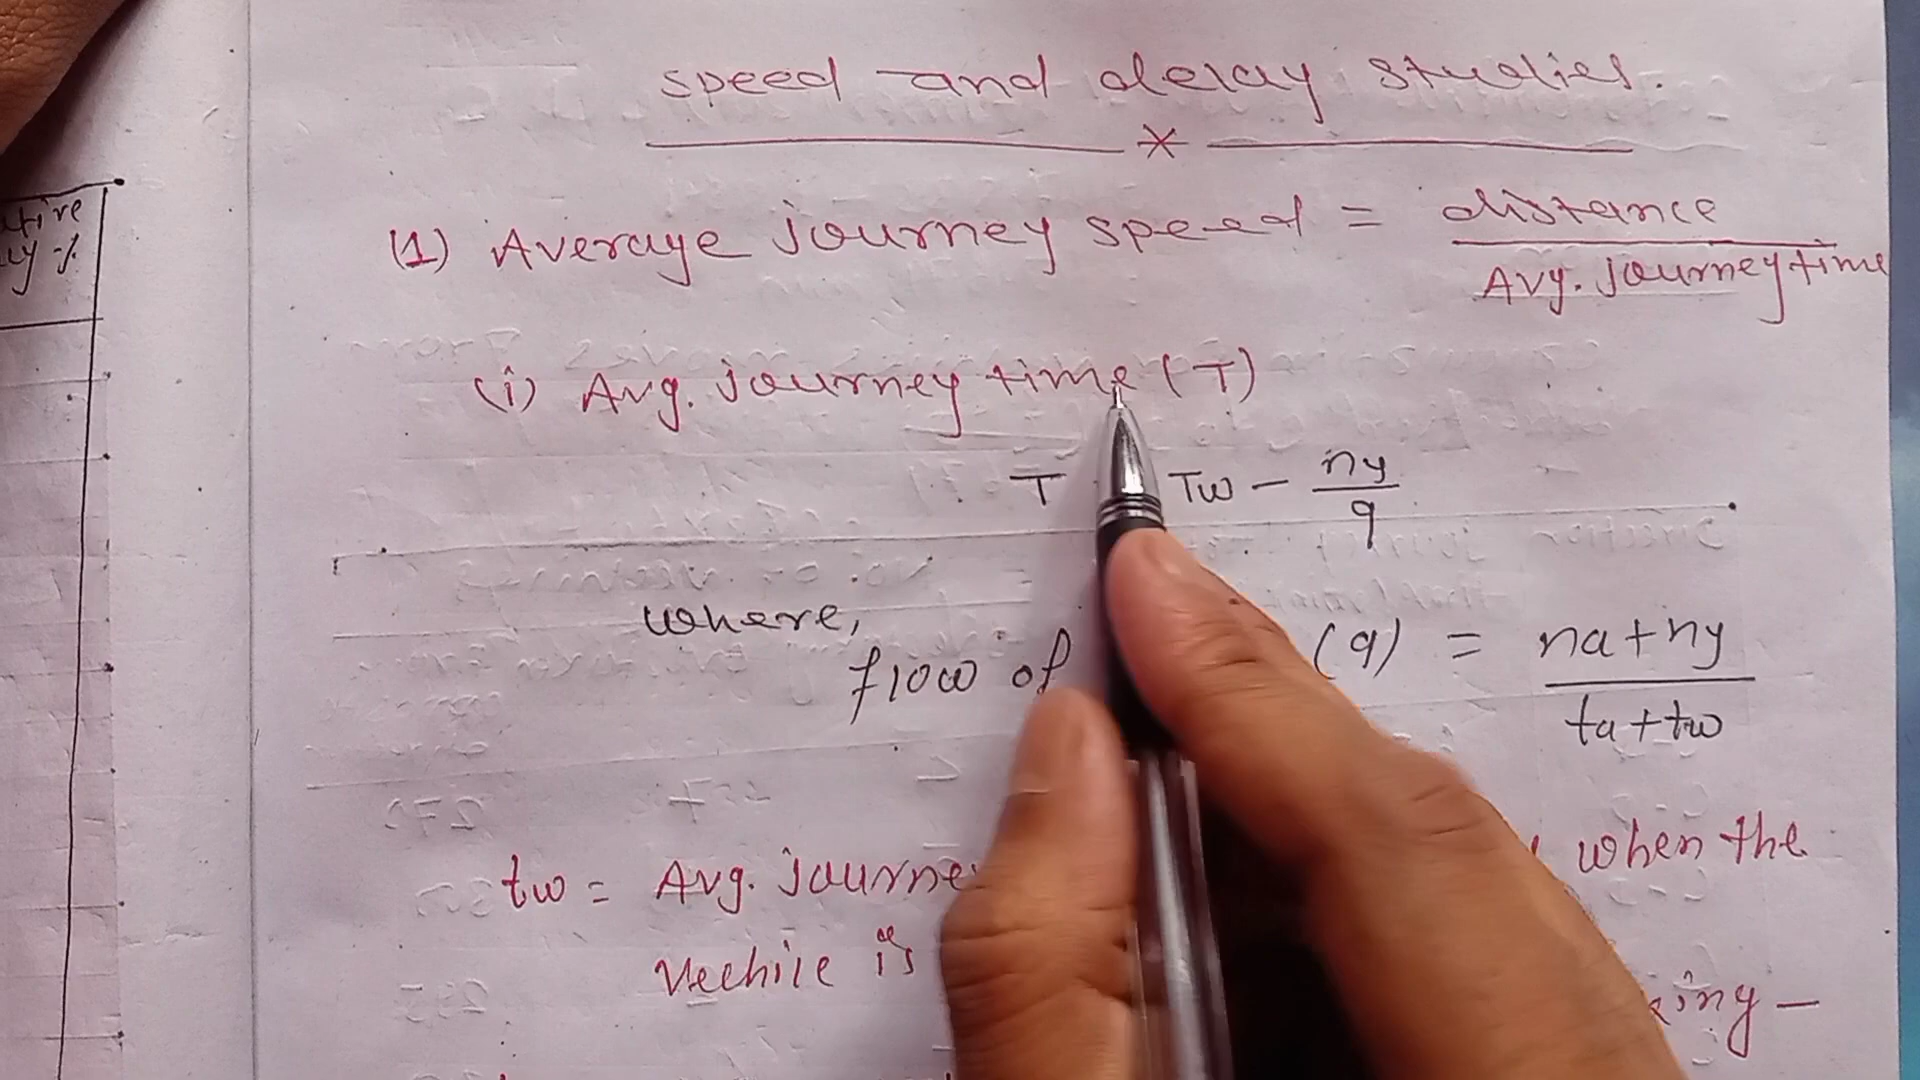 speed and delay studies.
(1) Average journey speed = distance
Avg. journey time
(i) Avg. journey time (T)
T Tw - ny
q
where,
flow of (q) = na+ny
ta+tw
tw = Avg. journey when the
Vechile is